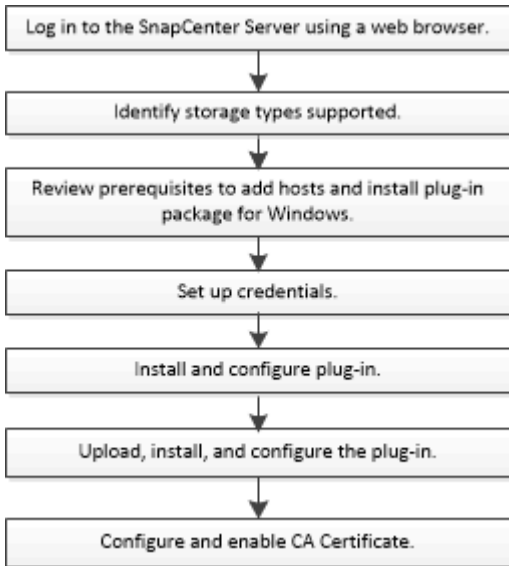 Log in to the SnapCenter Server using a web browser.
Identify storage types supported.
Review prerequisites to add hosts and install plug-in
package for Windows.
Set up credentials.
Install and configure plug-in.
Upload, install, and configure the plug-in.
Configure and enable CA Certificate.